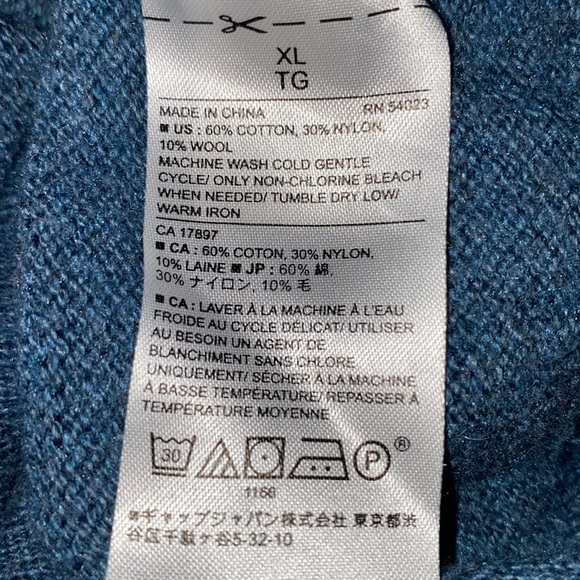 XL
TG
MADE IN CHINA RN 54023
■ US : 60% COTTON, 30% NYLON,
10% WOOL
MACHINE WASH COLD GENTLE
CYCLE/ ONLY NON-CHLORINE BLEACH
WHEN NEEDED/ TUMBLE DRY LOW/
WARM IRON
CA 17897
■ CA : 60% COTON, 30% NYLON,
10% LAINE ■ JP : 60% 綿,
30% ナイロン, 10% 毛
■ CA : LAVER À LA MACHINE À L'EAU
FROIDE AU CYCLE DÉLICAT/ UTILISER
AU BESOIN UN AGENT DE
BLANCHIMENT SANS CHLORE
UNIQUEMENT/ SÉCHER À LA MACHINE
À BASSE TEMPÉRATURE/ REPASSER À
TEMPÉRATURE MOYENNE
30 P ®
1166
■ギャップジャパン株式会社 東京都渋
谷区千駄ヶ谷5-32-10